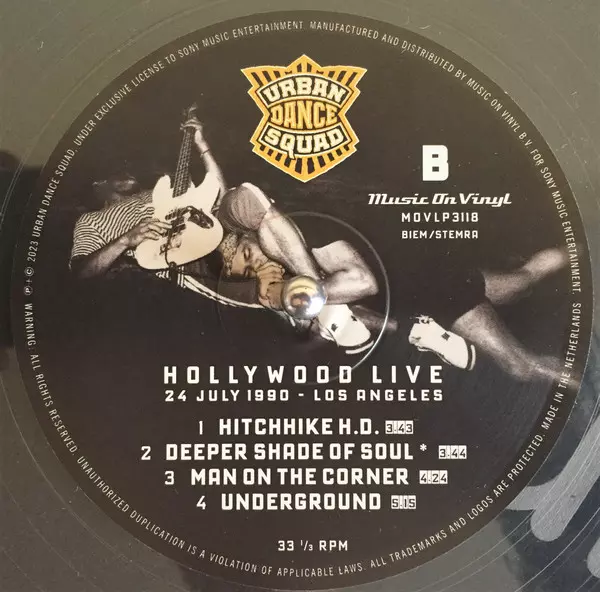 ℗ + © 2023 URBAN DANCE SQUAD. UNDER EXCLUSIVE LICENSE TO SONY MUSIC ENTERTAINMENT. MANUFACTURED AND DISTRIBUTED BY MUSIC ON VINYL B.V. FOR SONY MUSIC ENTERTAINMENT
URBAN
DANCE
SQUAD
B
Music On Vinyl
MOVLP3118
BIEM/STEMRA
HOLLYWOOD LIVE
24 JULY 1990 - LOS ANGELES
1 HITCHHIKE H.D. 3.43
2 DEEPER SHADE OF SOUL * 3.44
3 MAN ON THE CORNER 4.24
4 UNDERGROUND 5.15
33 ⅓ RPM
WARNING: ALL RIGHTS RESERVED. UNAUTHORIZED DUPLICATION IS A VIOLATION OF APPLICABLE LAWS. ALL TRADEMARKS AND LOGOS ARE PROTECTED. MADE IN THE NETHERLANDS